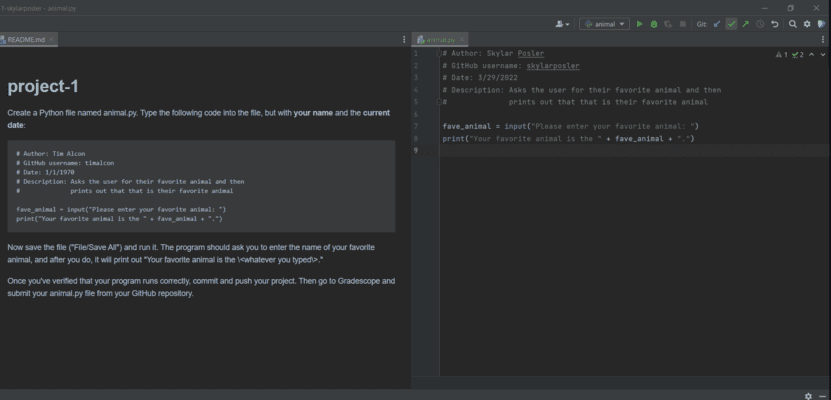 1-skylarposter - animal.py
animal
Git:
README.md
animal.py
project-1
Create a Python file named animal.py. Type the following code into the file, but with your name and the current
date:
# Author: Tim Alcon
# GitHub username: timalcon
# Date: 1/1/1970
# Description: Asks the user for their favorite animal and then
#              prints out that that is their favorite animal
fave_animal = input("Please enter your favorite animal: ")
print("Your favorite animal is the " + fave_animal + ".")
Now save the file ("File/Save All") and run it. The program should ask you to enter the name of your favorite
animal, and after you do, it will print out "Your favorite animal is the \<whatever you typed\>."
Once you've verified that your program runs correctly, commit and push your project. Then go to Gradescope and
submit your animal.py file from your GitHub repository.
1 # Author: Skylar Posler
2 # GitHub username: skylarposler
3 # Date: 3/29/2022
4 # Description: Asks the user for their favorite animal and then
5 #              prints out that that is their favorite animal
6
7 fave_animal = input("Please enter your favorite animal: ")
8 print("Your favorite animal is the " + fave_animal + ".")
9
1 2